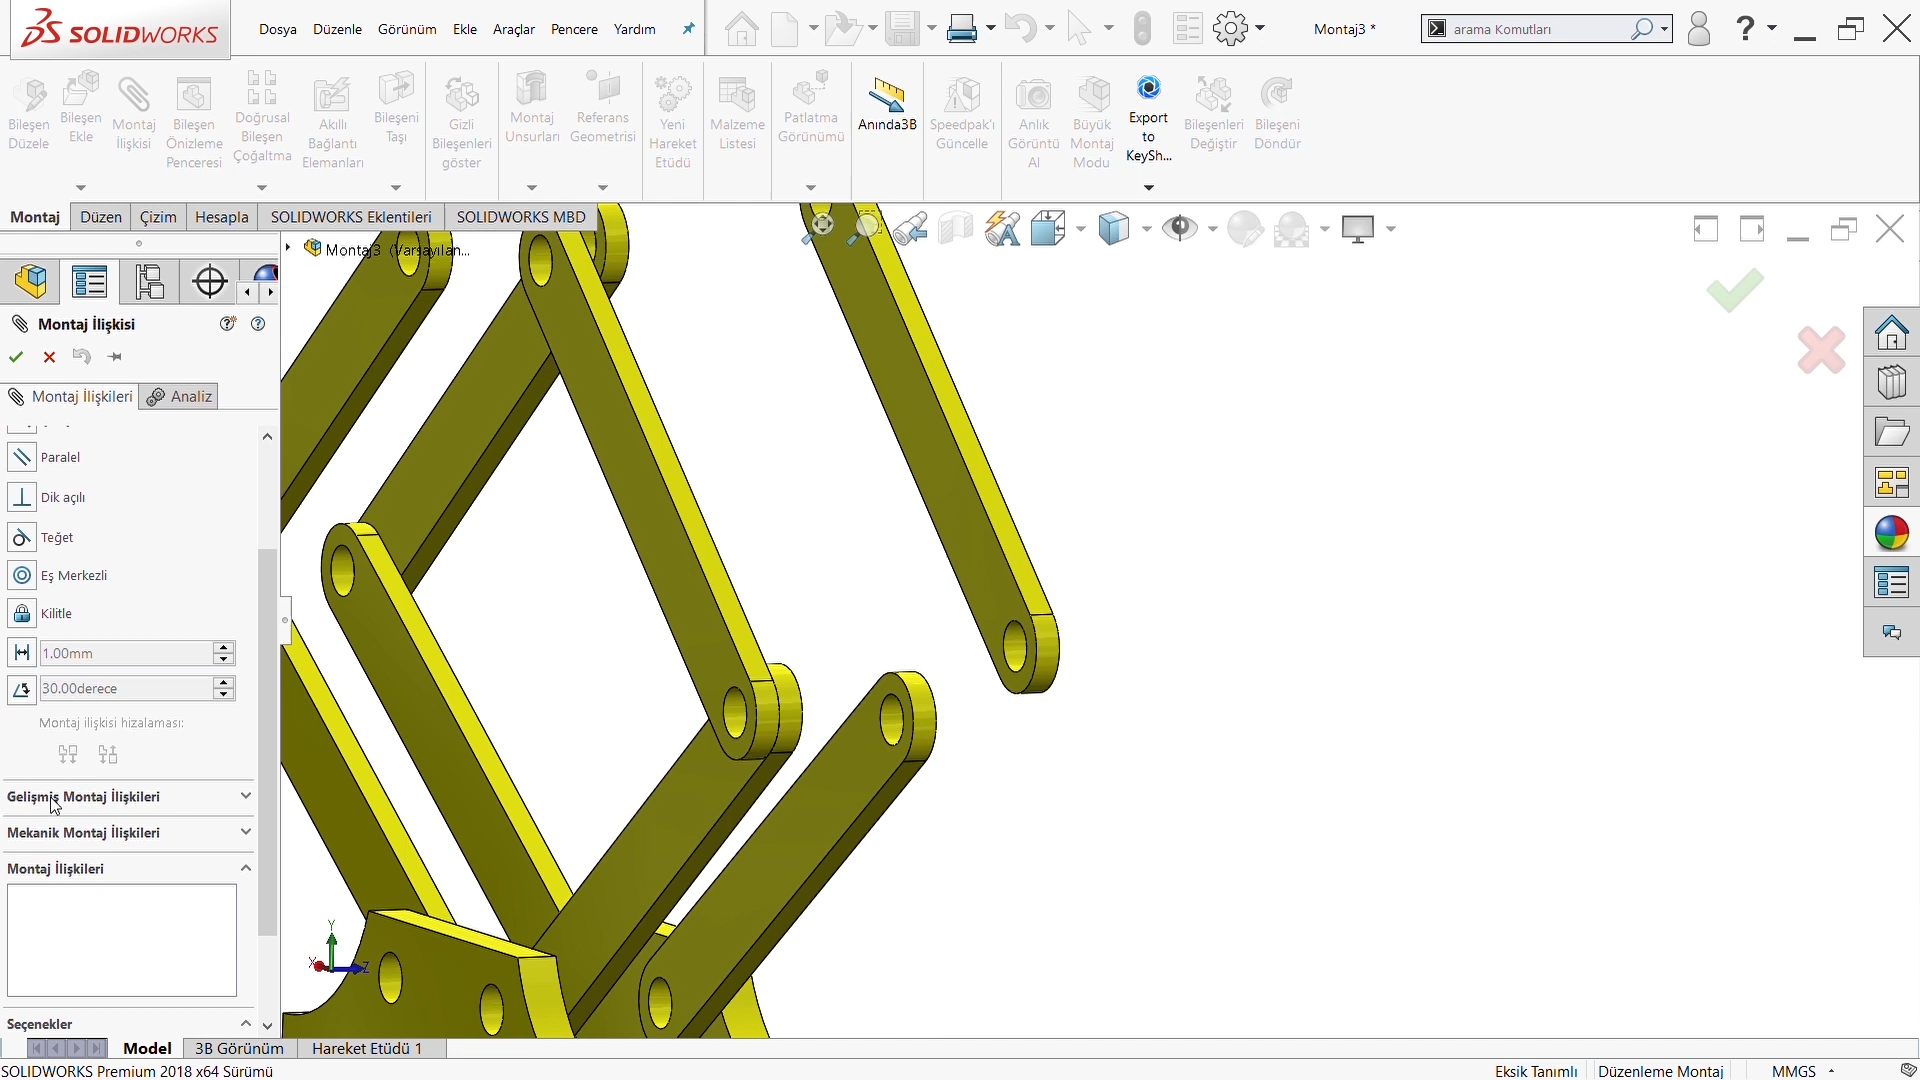 SOLIDWORKS
Dosya Düzenle Görünüm Ekle Araçlar Pencere Yardım
Montaj3 *
arama Komutları
Bileşen Düzele
Bileşen Ekle
Montaj İlişkisi
Bileşen Önizleme Penceresi
Doğrusal Bileşen Çoğaltma
Akıllı Bağlantı Elemanları
Bileşeni Taşı
Gizli Bileşenleri göster
Montaj Unsurları
Referans Geometrisi
Yeni Hareket Etüdü
Malzeme Listesi
Patlatma Görünümü
Anında3B
Speedpak'ı Güncelle
Anlık Görüntü Al
Büyük Montaj Modu
Export to KeySh...
Bileşenleri Değiştir
Bileşeni Döndür
Montaj Düzen Çizim Hesapla SOLIDWORKS Eklentileri SOLIDWORKS MBD
Montaj3 (Varsayılan...
Montaj İlişkisi
Montaj İlişkileri Analiz
Paralel
Dik açılı
Teğet
Eş Merkezli
Kilitle
1.00mm
30.00derece
Montaj ilişkisi hizalaması:
Gelişmiş Montaj İlişkileri
Mekanik Montaj İlişkileri
Montaj İlişkileri
Seçenekler
Y
X
Z
Model 3B Görünüm Hareket Etüdü 1
SOLIDWORKS Premium 2018 x64 Sürümü
Eksik Tanımlı Düzenleme Montaj MMGS